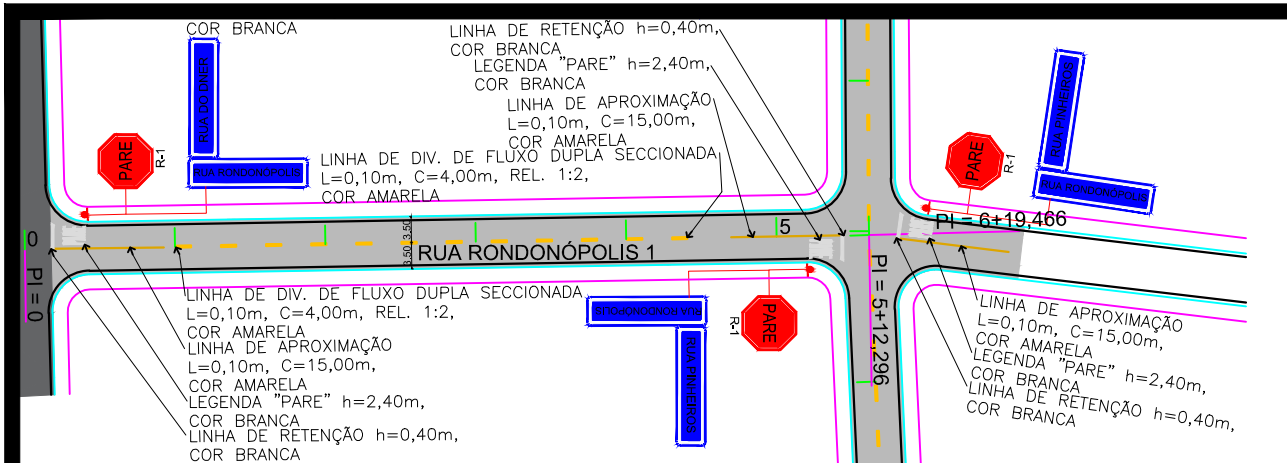 COR BRANCA
RUA DO DNER
PARE
R-1
RUA RONDONÓPOLIS
LINHA DE RETENÇÃO h=0,40m,
COR BRANCA
LEGENDA "PARE" h=2,40m,
COR BRANCA
LINHA DE APROXIMAÇÃO
L=0,10m, C=15,00m,
COR AMARELA
LINHA DE DIV. DE FLUXO DUPLA SECCIONADA
L=0,10m, C=4,00m, REL. 1:2,
COR AMARELA
PARE
R-1
RUA PINHEIROS
RUA RONDONÓPOLIS
PI = 6+19,466
0
PI = 0
3.50
3.50
RUA RONDONÓPOLIS 1
5
PI = 5+12,296
LINHA DE DIV. DE FLUXO DUPLA SECCIONADA
L=0,10m, C=4,00m, REL. 1:2,
COR AMARELA
LINHA DE APROXIMAÇÃO
L=0,10m, C=15,00m,
COR AMARELA
LEGENDA "PARE" h=2,40m,
COR BRANCA
LINHA DE RETENÇÃO h=0,40m,
COR BRANCA
RUA RONDONÓPOLIS
RUA PINHEIROS
R-1
PARE
LINHA DE APROXIMAÇÃO
L=0,10m, C=15,00m,
COR AMARELA
LEGENDA "PARE" h=2,40m,
COR BRANCA
LINHA DE RETENÇÃO h=0,40m,
COR BRANCA